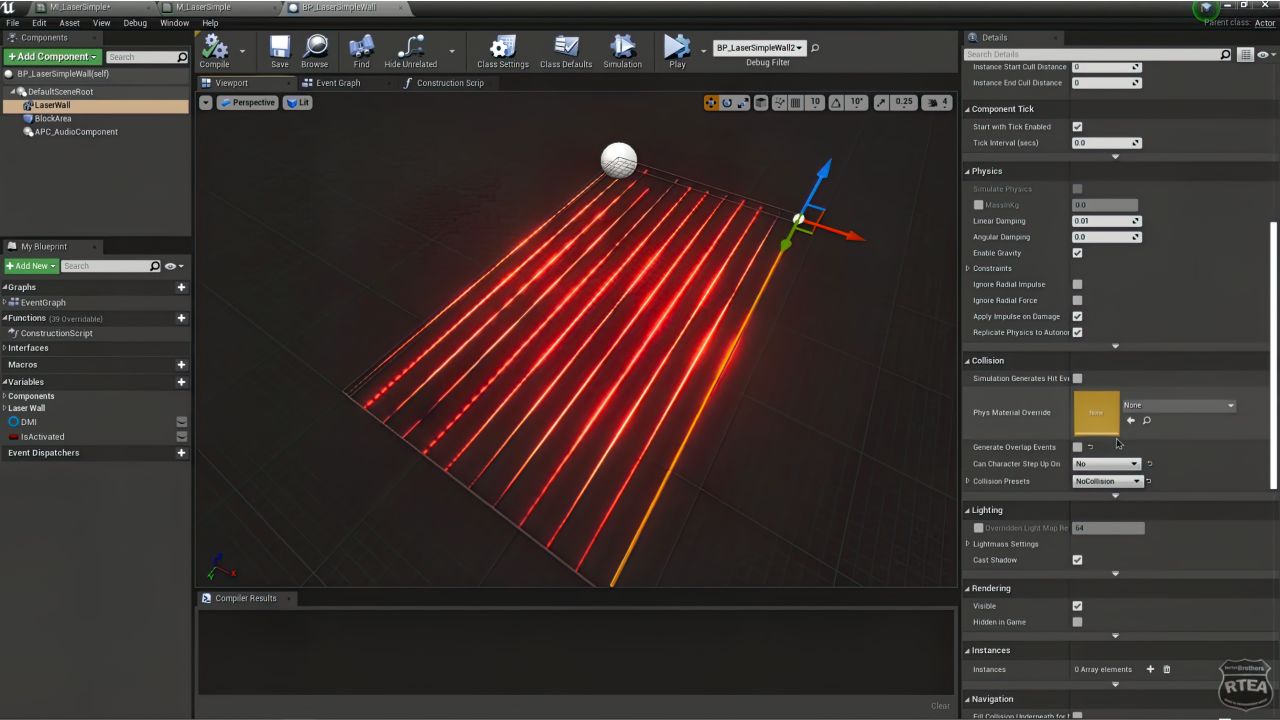 MI_LaserSimple*
M_LaserSimple
BP_LaserSimpleWall
Parent class: Actor
File Edit Asset View Debug Window Help
Components
+Add Component
Search
BP_LaserSimpleWall(self)
DefaultSceneRoot
LaserWall
BlockArea
APC_AudioComponent
My Blueprint
+Add New
Search
Graphs
EventGraph
Functions (39 Overridable)
ConstructionScript
Interfaces
Macros
Variables
Components
Laser Wall
DMI
IsActivated
Event Dispatchers
Compile
Save
Browse
Find
Hide Unrelated
Class Settings
Class Defaults
Simulation
Play
BP_LaserSimpleWall2
Debug Filter
Viewport
Event Graph
Construction Scrip
Perspective
Lit
10
10°
0.25
4
Compiler Results
Clear
Details
Search Details
Instance Start Cull Distance 0
Instance End Cull Distance 0
Component Tick
Start with Tick Enabled
Tick Interval (secs) 0.0
Physics
Simulate Physics
MassInKg 0.0
Linear Damping 0.01
Angular Damping 0.0
Enable Gravity
Constraints
Ignore Radial Impulse
Ignore Radial Force
Apply Impulse on Damage
Replicate Physics to Autonor
Collision
Simulation Generates Hit Eve
Phys Material Override
None
None
Generate Overlap Events
Can Character Step Up On No
Collision Presets NoCollision
Lighting
Overridden Light Map Re 64
Lightmass Settings
Cast Shadow
Rendering
Visible
Hidden in Game
Instances
Instances 0 Array elements
Navigation
RTEA